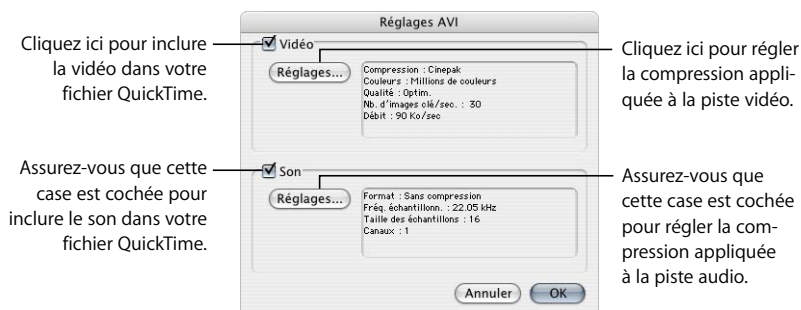 Réglages AVI
Cliquez ici pour inclure
la vidéo dans votre
fichier QuickTime.
Vidéo
Réglages...
Compression : Cinepak
Couleurs : Millions de couleurs
Qualité : Optim.
Nb. d'images clé/sec. : 30
Débit : 90 Ko/sec
Cliquez ici pour régler
la compression appli-
quée à la piste vidéo.
Assurez-vous que cette
case est cochée pour
inclure le son dans votre
fichier QuickTime.
Son
Réglages...
Format : Sans compression
Fréq. échantillonn. : 22.05 kHz
Taille des échantillons : 16
Canaux : 1
Assurez-vous que
cette case est cochée
pour régler la com-
pression appliquée
à la piste audio.
Annuler
OK